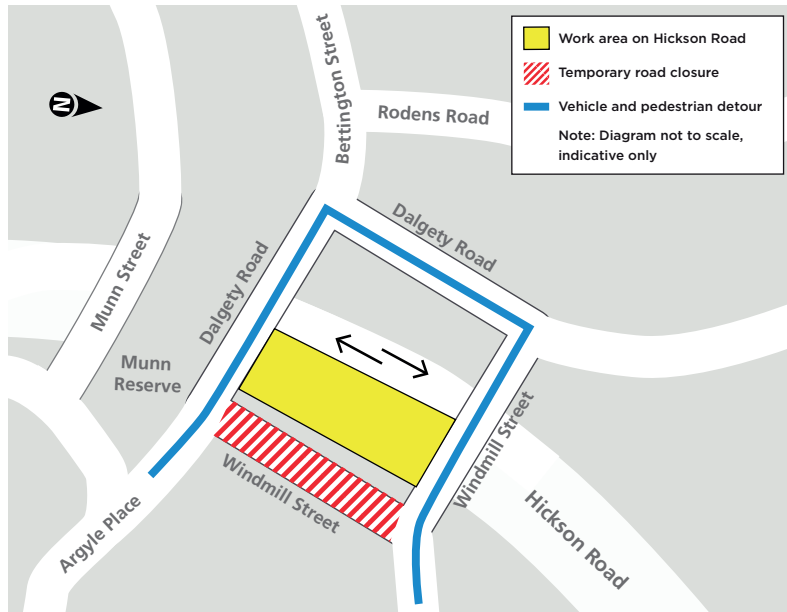 Work area on Hickson Road
Temporary road closure
Vehicle and pedestrian detour
Note: Diagram not to scale,
indicative only
N
Bettington Street
Rodens Road
Dalgety Road
Dalgety Road
Munn Street
Munn
Reserve
Windmill Street
Windmill Street
Hickson Road
Argyle Place